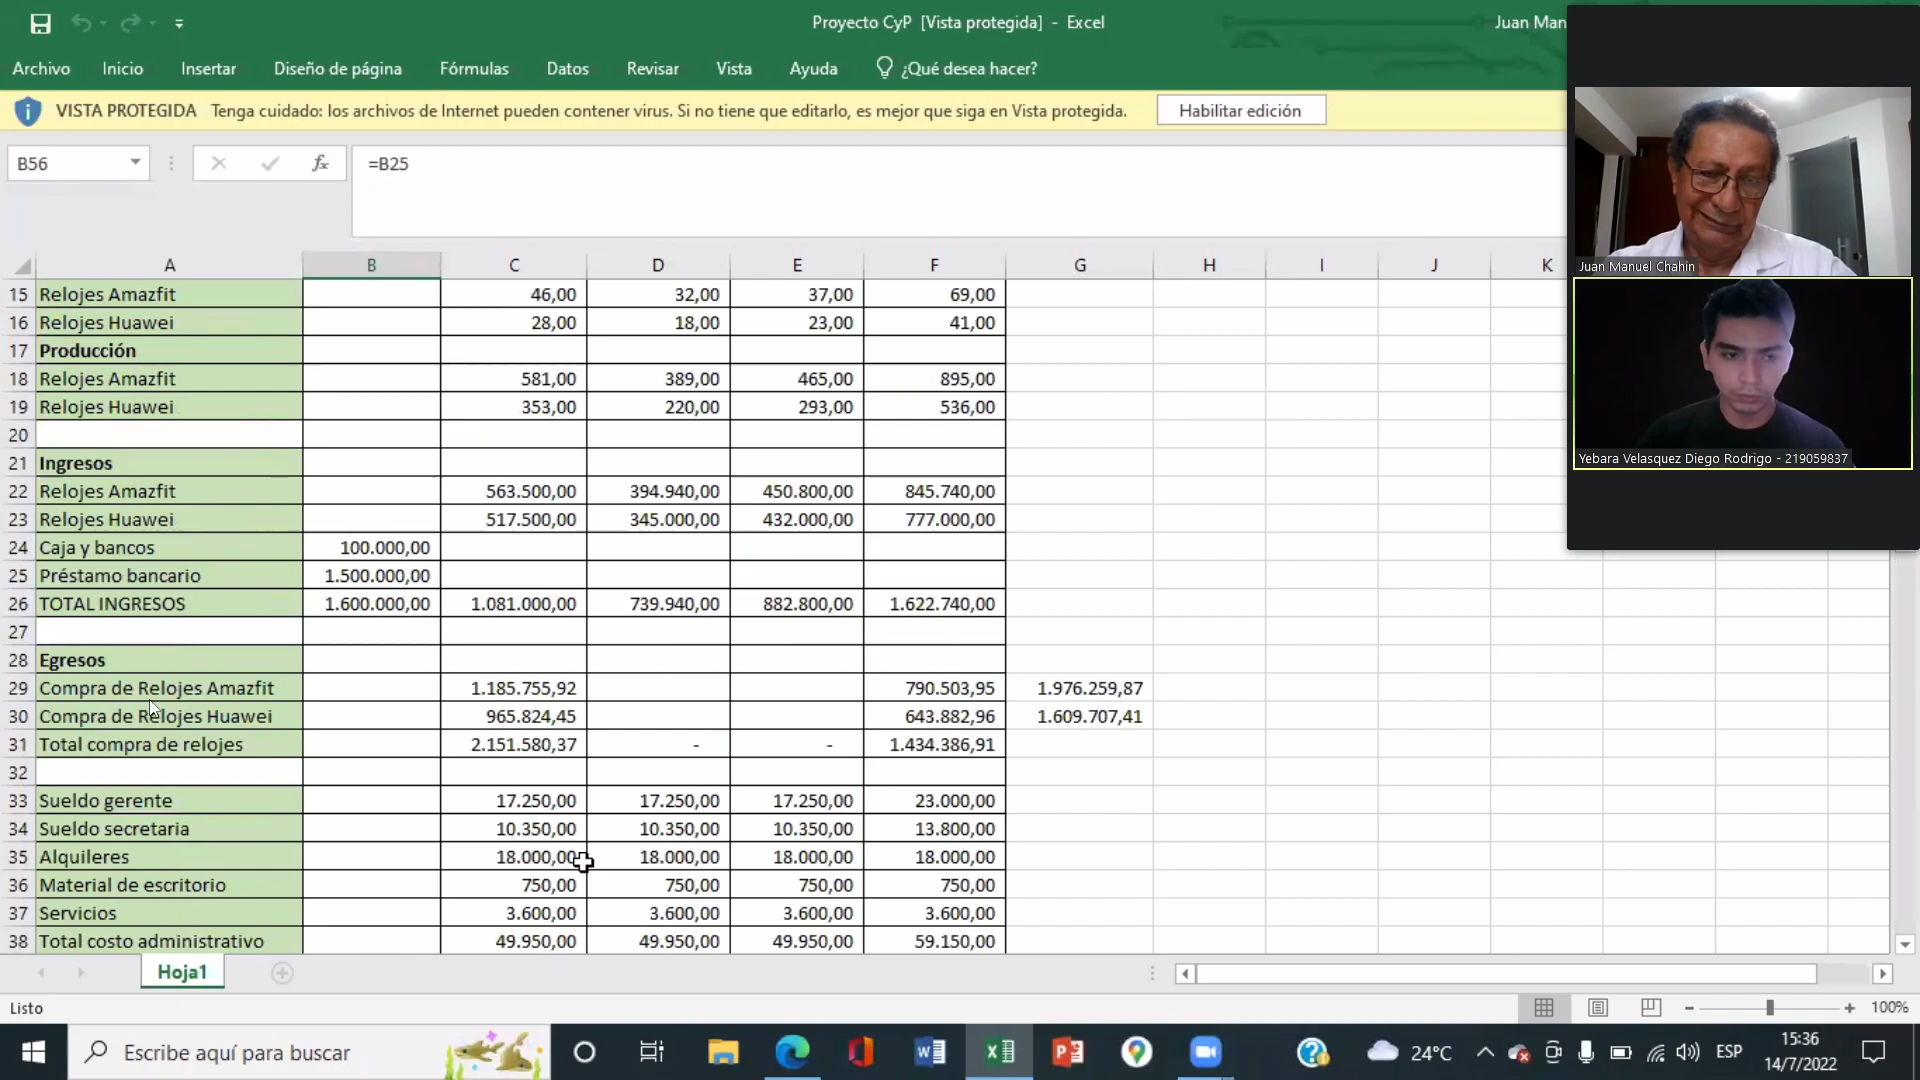 Proyecto CyP [Vista protegida] - Excel
Juan Man
Archivo Inicio Insertar Diseño de página Fórmulas Datos Revisar Vista Ayuda ¿Qué desea hacer?
VISTA PROTEGIDA Tenga cuidado: los archivos de Internet pueden contener virus. Si no tiene que editarlo, es mejor que siga en Vista protegida. Habilitar edición
B56 fx =B25
A B C D E F G H I J K
15 Relojes Amazfit 46,00 32,00 37,00 69,00
16 Relojes Huawei 28,00 18,00 23,00 41,00
17 Producción
18 Relojes Amazfit 581,00 389,00 465,00 895,00
19 Relojes Huawei 353,00 220,00 293,00 536,00
20
21 Ingresos
22 Relojes Amazfit 563.500,00 394.940,00 450.800,00 845.740,00
23 Relojes Huawei 517.500,00 345.000,00 432.000,00 777.000,00
24 Caja y bancos 100.000,00
25 Préstamo bancario 1.500.000,00
26 TOTAL INGRESOS 1.600.000,00 1.081.000,00 739.940,00 882.800,00 1.622.740,00
27
28 Egresos
29 Compra de Relojes Amazfit 1.185.755,92 790.503,95 1.976.259,87
30 Compra de Relojes Huawei 965.824,45 643.882,96 1.609.707,41
31 Total compra de relojes 2.151.580,37 - - 1.434.386,91
32
33 Sueldo gerente 17.250,00 17.250,00 17.250,00 23.000,00
34 Sueldo secretaria 10.350,00 10.350,00 10.350,00 13.800,00
35 Alquileres 18.000,00 18.000,00 18.000,00 18.000,00
36 Material de escritorio 750,00 750,00 750,00 750,00
37 Servicios 3.600,00 3.600,00 3.600,00 3.600,00
38 Total costo administrativo 49.950,00 49.950,00 49.950,00 59.150,00
Juan Manuel Chahin
Yebara Velasquez Diego Rodrigo - 219059837
Hoja1
Listo
100%
Escribe aquí para buscar
24°C
ESP
15:36
14/7/2022